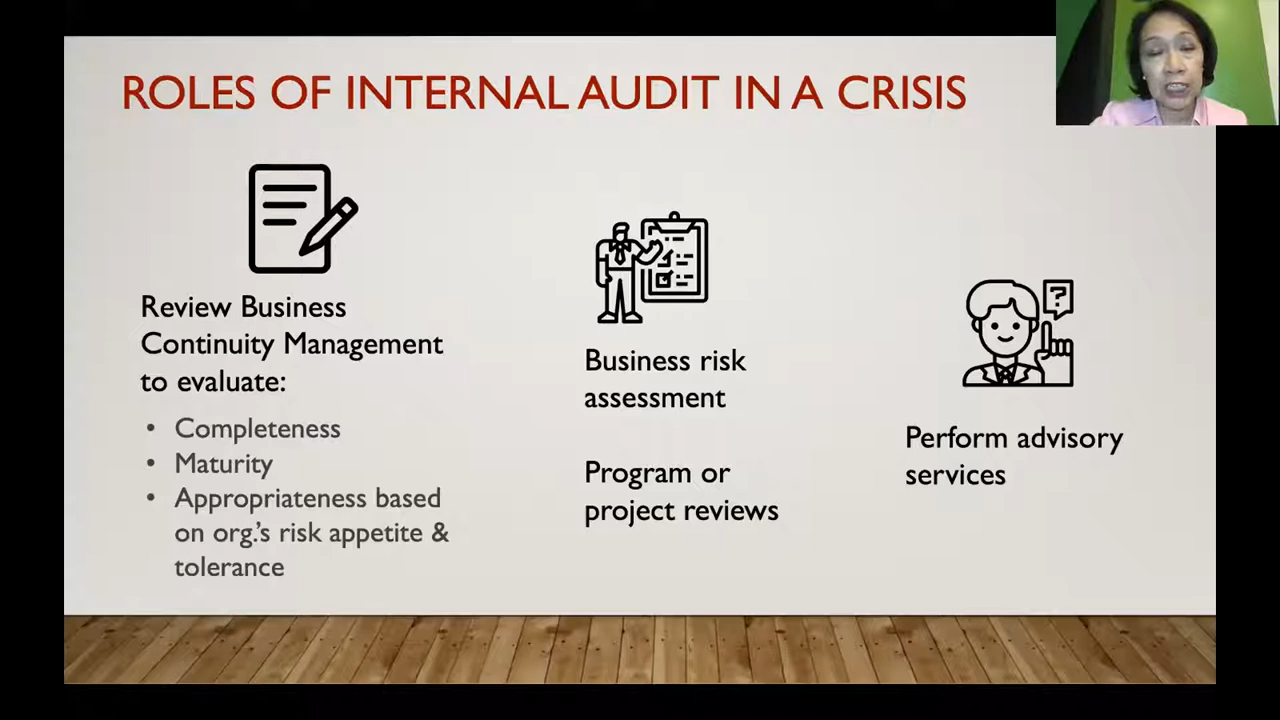 ROLES OF INTERNAL AUDIT IN A CRISIS
Review Business
Continuity Management
to evaluate:
• Completeness
• Maturity
• Appropriateness based
on org.’s risk appetite &
tolerance
Business risk
assessment
Program or
project reviews
?
Perform advisory
services